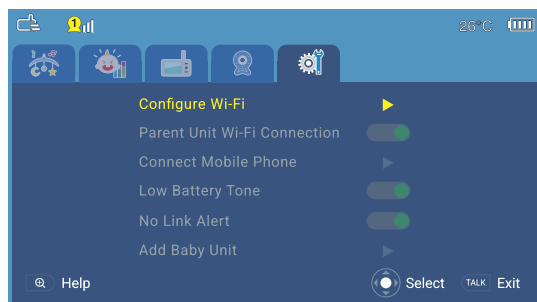 1
26°C
Configure Wi-Fi
Parent Unit Wi-Fi Connection
Connect Mobile Phone
Low Battery Tone
No Link Alert
Add Baby Unit
Help Select TALK Exit